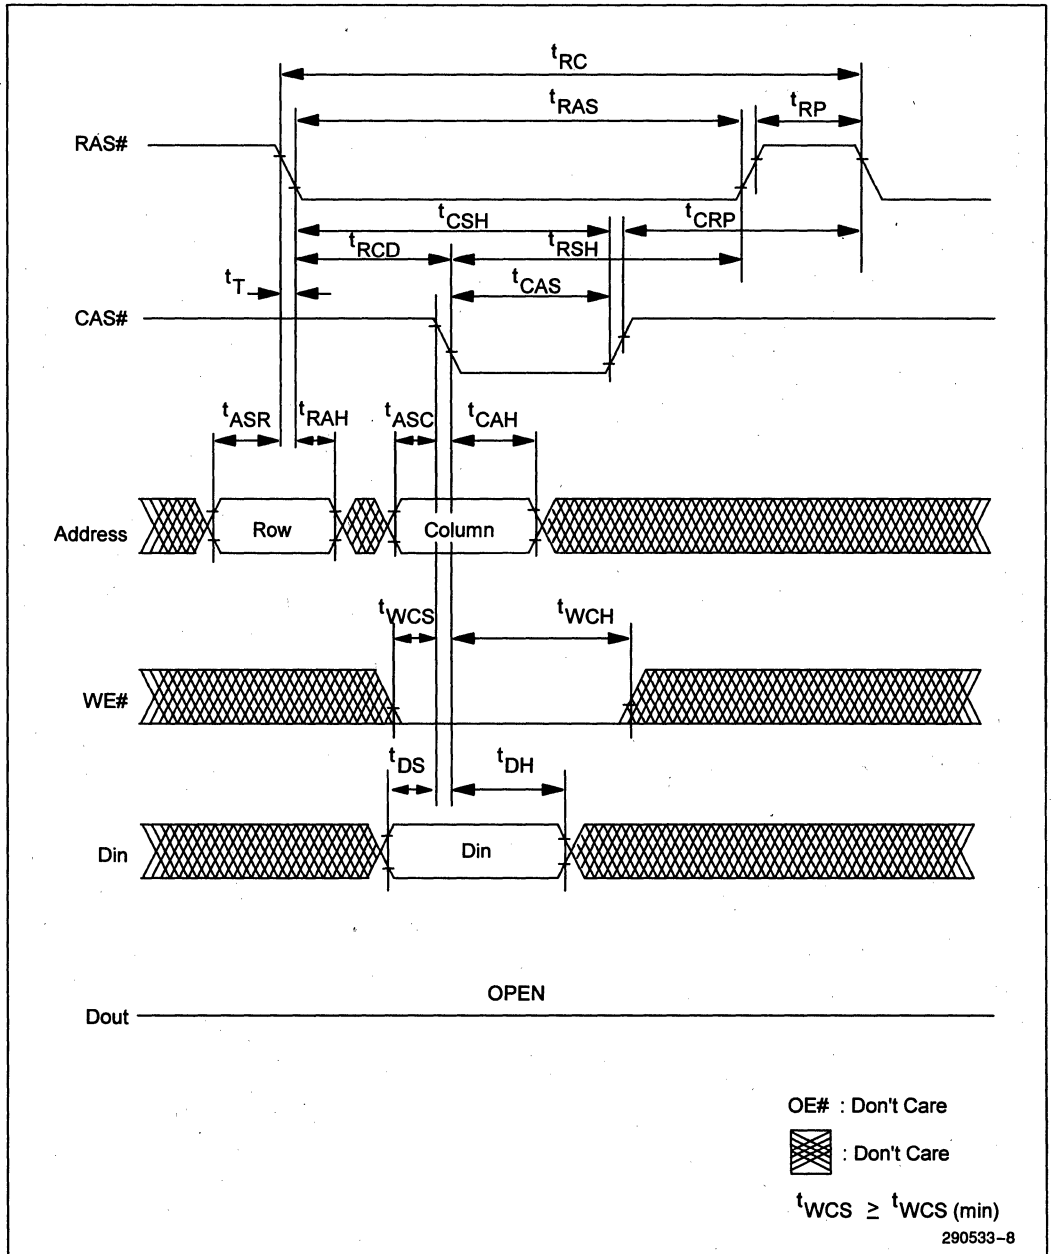 tRC
tRAS
tRP
RAS#
tCSH
tCRP
tRCD
tRSH
tT
tCAS
CAS#
tASR
tRAH
tASC
tCAH
Address
Row
Column
tWCS
tWCH
WE#
tDS
tDH
Din
Din
OPEN
Dout
OE# : Don't Care
: Don't Care
tWCS ≥ tWCS (min)
290533-8